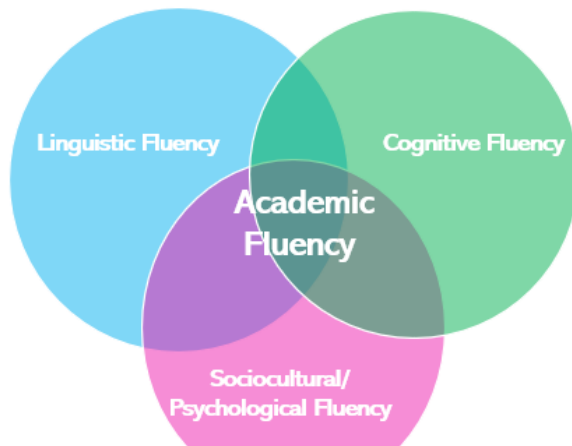 Linguistic Fluency
Cognitive Fluency
Academic
Fluency
Sociocultural/
Psychological Fluency